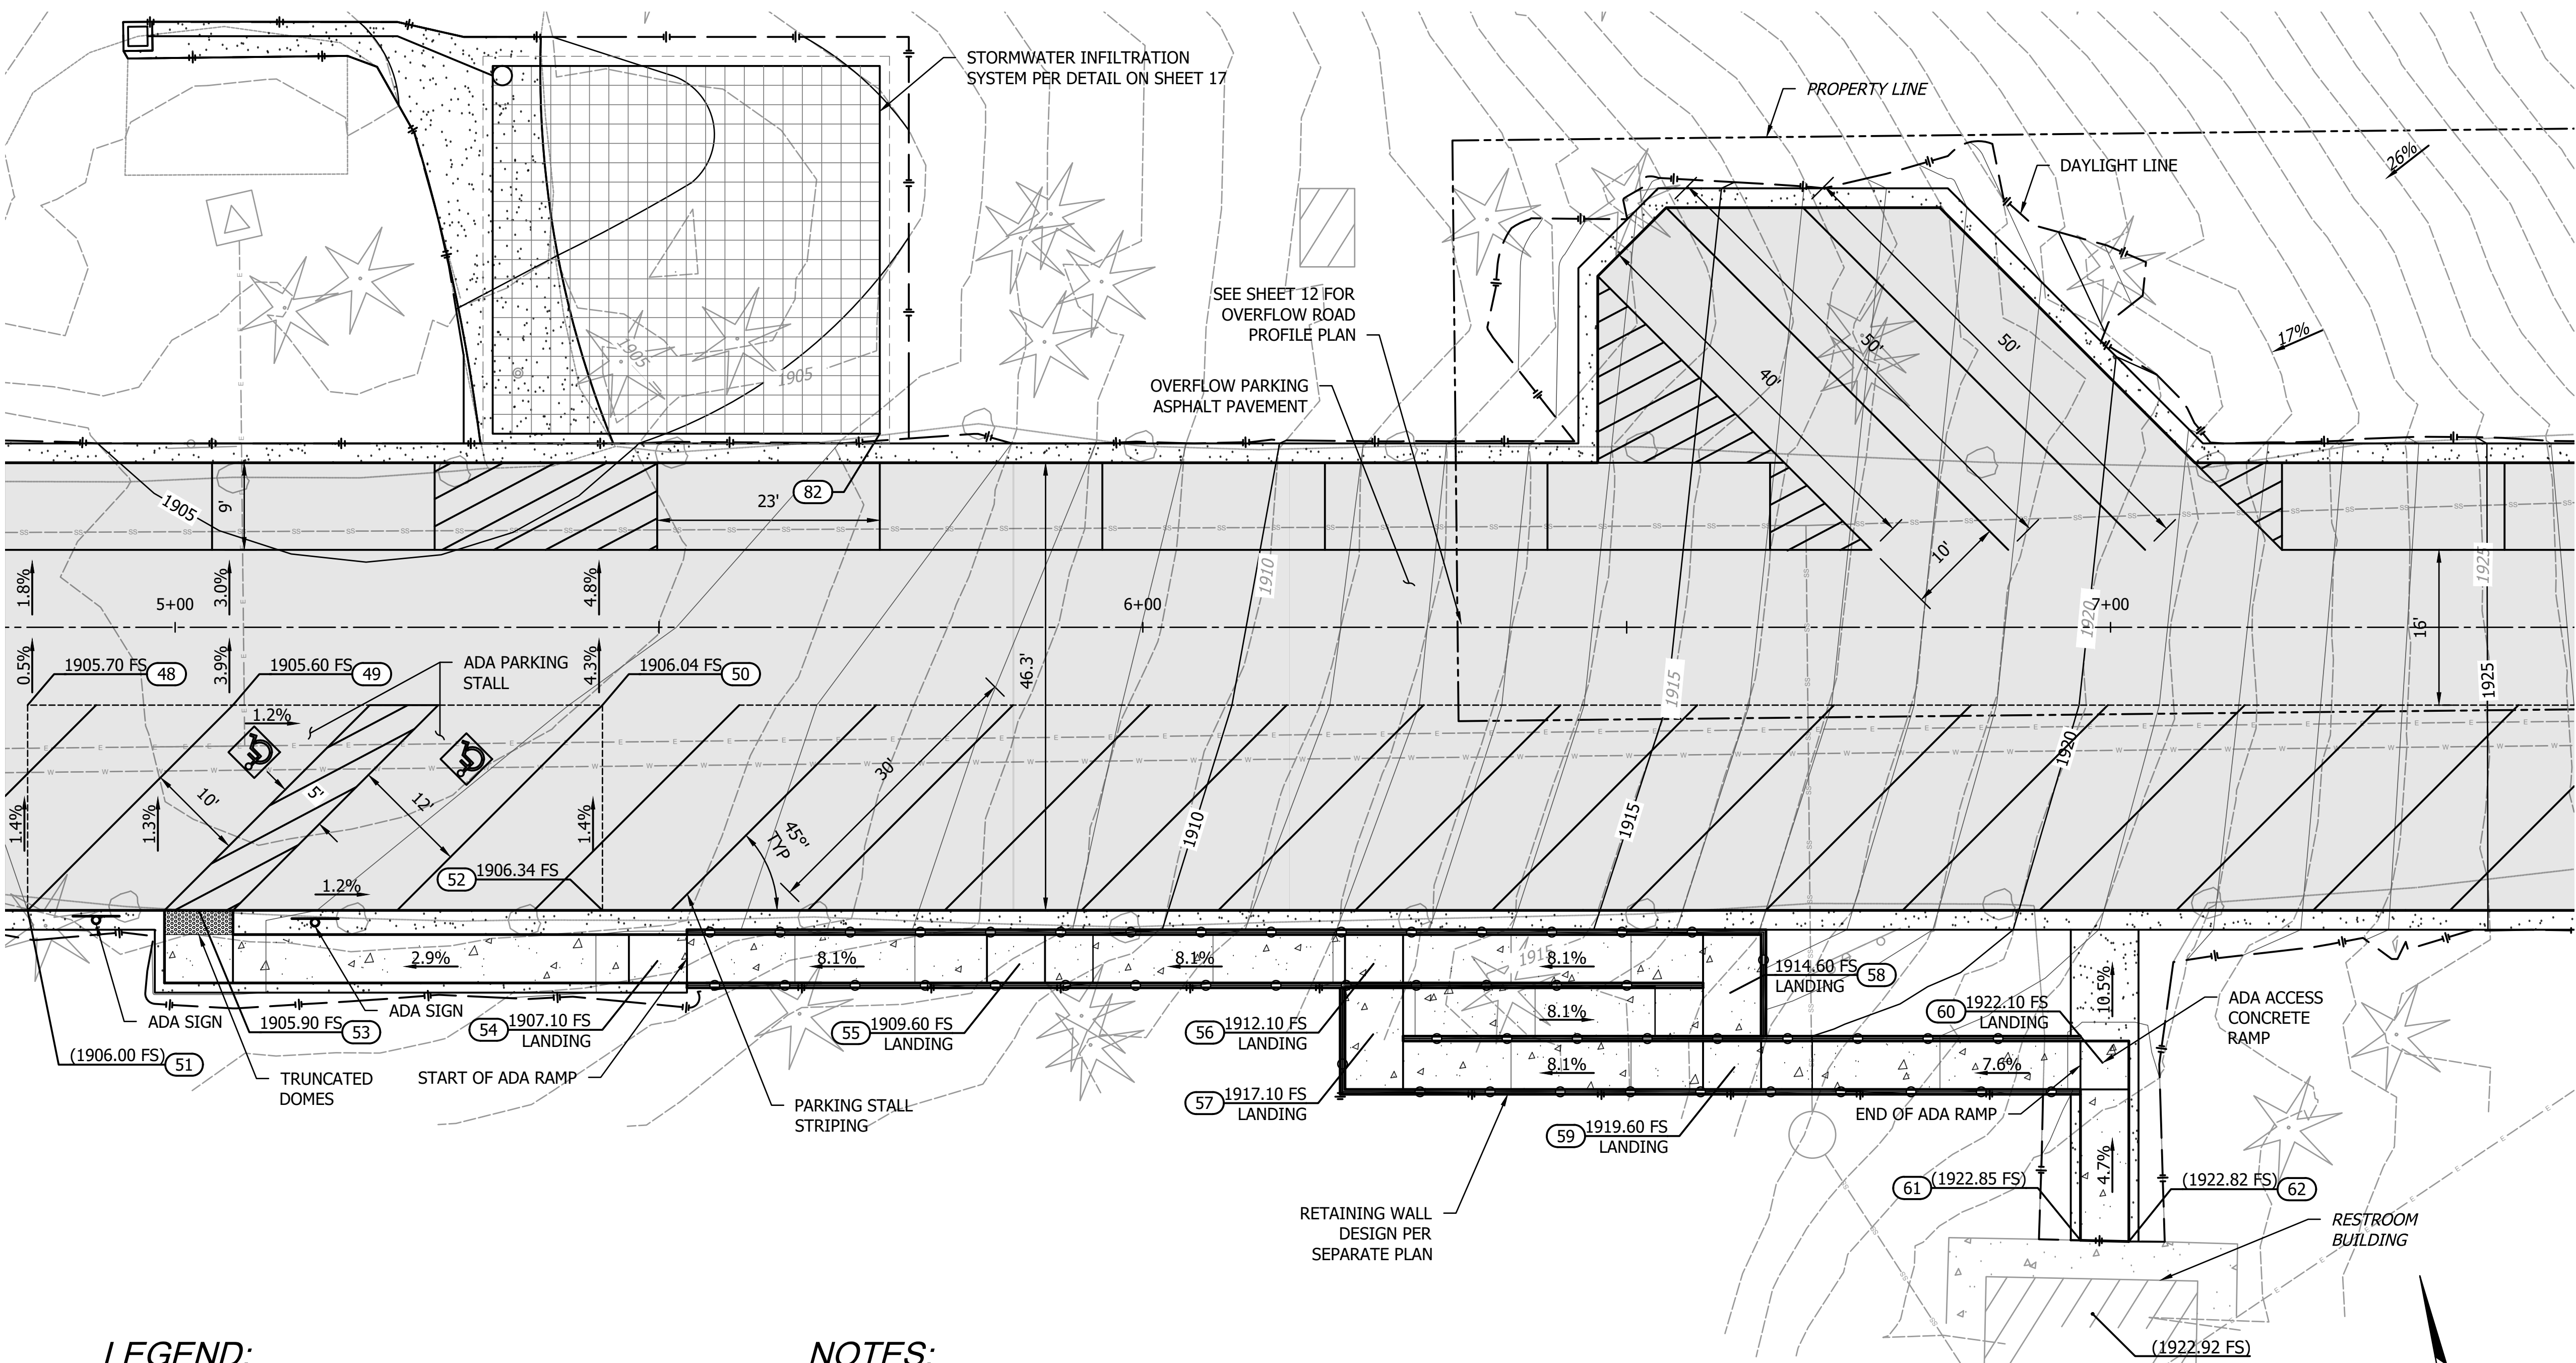 STORMWATER INFILTRATION
SYSTEM PER DETAIL ON SHEET 17
PROPERTY LINE
26%
DAYLIGHT LINE
17%
SEE SHEET 12 FOR
OVERFLOW ROAD
PROFILE PLAN
OVERFLOW PARKING
ASPHALT PAVEMENT
1905
1905
50'
50'
40'
1905
9'
23'
82
10'
1910
1925
1.8%
3.0%
4.8%
5+00
6+00
1920
7+00
16'
0.5%
3.9%
4.3%
1905.70 FS
48
1905.60 FS
49
ADA PARKING
STALL
1906.04 FS
50
46.3'
1915
1925
1.2%
30'
1920
10'
5'
12'
1.4%
1.3%
1.4%
45°
TYP
1910
1915
52
1906.34 FS
1.2%
2.9%
8.1%
8.1%
8.1%
1915
1914.60 FS
LANDING
58
10.5%
ADA SIGN
1905.90 FS
53
ADA SIGN
54
1907.10 FS
LANDING
55
1909.60 FS
LANDING
56
1912.10 FS
LANDING
8.1%
60
1922.10 FS
LANDING
ADA ACCESS
CONCRETE
RAMP
(1906.00 FS)
51
TRUNCATED
DOMES
START OF ADA RAMP
8.1%
7.6%
57
1917.10 FS
LANDING
PARKING STALL
STRIPING
59
1919.60 FS
LANDING
END OF ADA RAMP
4.7%
61
(1922.85 FS)
(1922.82 FS)
62
RETAINING WALL
DESIGN PER
SEPARATE PLAN
RESTROOM
BUILDING
(1922.92 FS)
LEGEND:
NOTES: